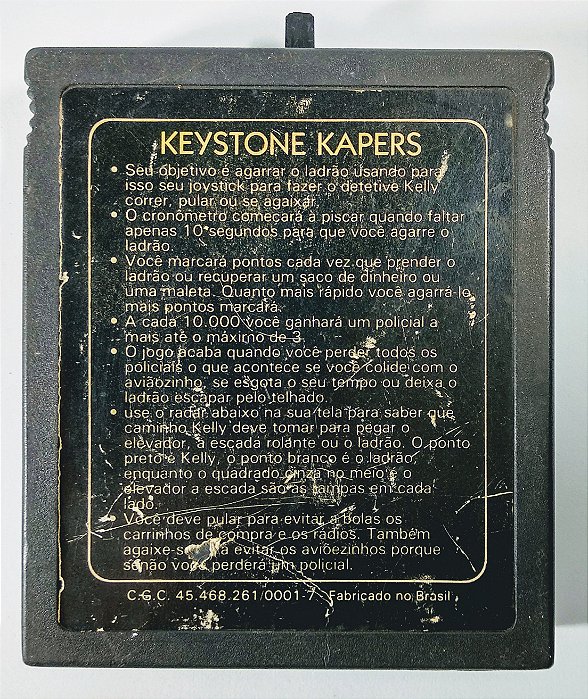 KEYSTONE KAPERS
• Seu objetivo é agarrar o ladrão usando para
isso seu joystick para fazer o detetive Kelly
correr, pular ou se agaixar.
• O cronômetro começará a piscar quando faltar
apenas 10 segundos para que você agarre o
ladrão.
• Você marcará pontos cada vez que prender o
ladrão ou recuperar um saco de dinheiro ou
uma maleta. Quanto mais rápido você agarrá-lo
mais pontos marcará.
• A cada 10.000 você ganhará um policial a
mais até o máximo de 3
• O jogo acaba quando você perder todos os
policiais o que acontece se você colide com o
aviãozinho, se esgota o seu tempo ou deixa o
ladrão escapar pelo telhado.
• use o radar abaixo na sua tela para saber que
caminho Kelly deve tomar para pegar o
elevador, a escada rolante ou o ladrão. O ponto
preto é Kelly, o ponto branco é o ladrão,
enquanto o quadrado cinza no meio é o
elevador a escada são as rampas em cada
lado.
Você deve pular para evitar a bolas os
carrinhos de compra e os rádios. Também
evitar os aviõezinhos porque
senão você perderá um policial.
C.G.C. 45.468.261/0001-7 Fabricado no Brasil